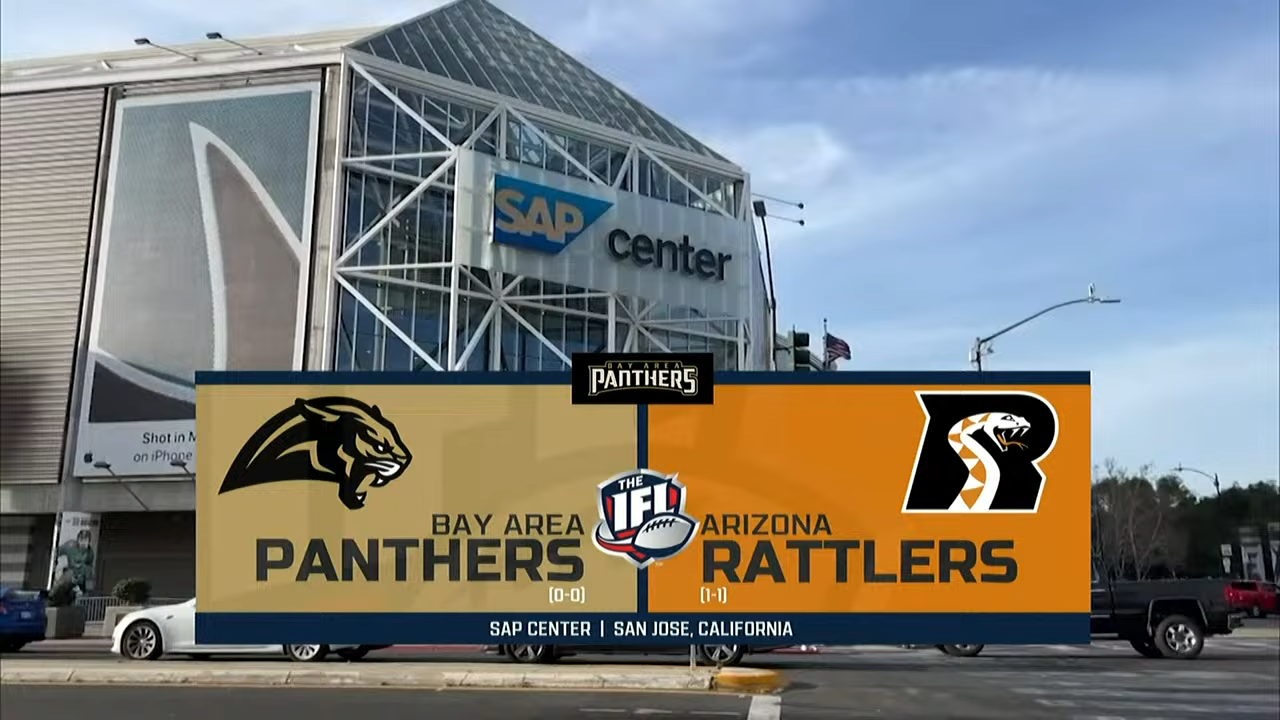 SAP
center
Shot in
on iPhone
BAY AREA
PANTHERS
THE
IFL
BAY AREA
PANTHERS
(0-0)
ARIZONA
RATTLERS
(1-1)
R
SAP CENTER | SAN JOSE, CALIFORNIA